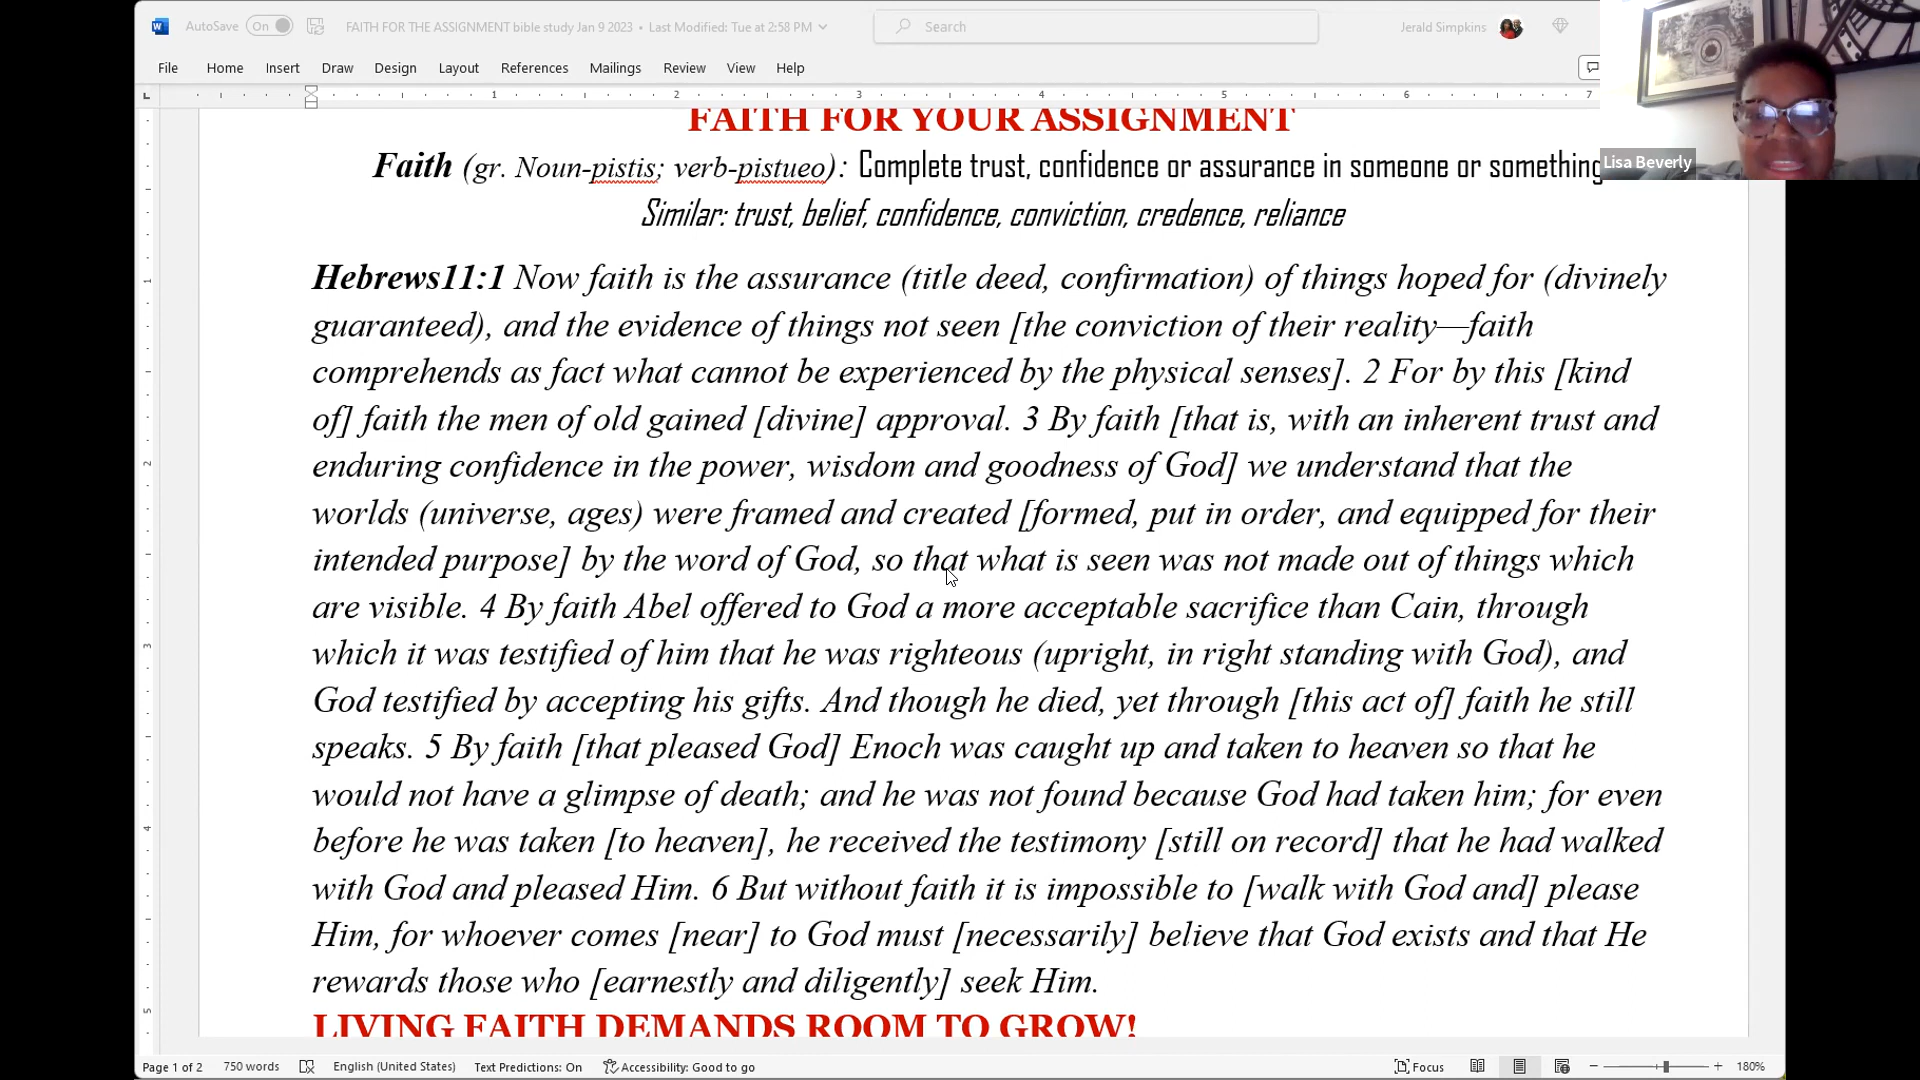 AutoSave On FAITH FOR THE ASSIGNMENT bible study Jan 9 2023 • Last Modified: Tue at 2:58 PM Search Jerald Simpkins
File Home Insert Draw Design Layout References Mailings Review View Help
1 2 3 4 5 6 7
FAITH FOR YOUR ASSIGNMENT
Faith (gr. Noun-pistis; verb-pistueo): Complete trust, confidence or assurance in someone or something
Lisa Beverly
Similar: trust, belief, confidence, conviction, credence, reliance
Hebrews11:1 Now faith is the assurance (title deed, confirmation) of things hoped for (divinely
guaranteed), and the evidence of things not seen [the conviction of their reality—faith
comprehends as fact what cannot be experienced by the physical senses]. 2 For by this [kind
of] faith the men of old gained [divine] approval. 3 By faith [that is, with an inherent trust and
enduring confidence in the power, wisdom and goodness of God] we understand that the
worlds (universe, ages) were framed and created [formed, put in order, and equipped for their
intended purpose] by the word of God, so that what is seen was not made out of things which
are visible. 4 By faith Abel offered to God a more acceptable sacrifice than Cain, through
which it was testified of him that he was righteous (upright, in right standing with God), and
God testified by accepting his gifts. And though he died, yet through [this act of] faith he still
speaks. 5 By faith [that pleased God] Enoch was caught up and taken to heaven so that he
would not have a glimpse of death; and he was not found because God had taken him; for even
before he was taken [to heaven], he received the testimony [still on record] that he had walked
with God and pleased Him. 6 But without faith it is impossible to [walk with God and] please
Him, for whoever comes [near] to God must [necessarily] believe that God exists and that He
rewards those who [earnestly and diligently] seek Him.
LIVING FAITH DEMANDS ROOM TO GROW!
1
2
3
4
5
Page 1 of 2 750 words English (United States) Text Predictions: On Accessibility: Good to go Focus 180%